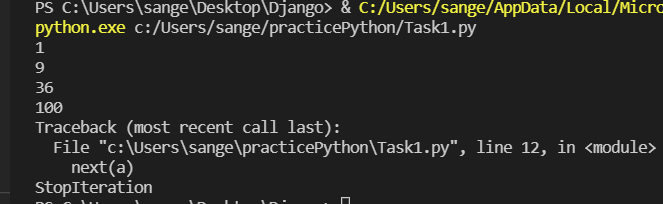 PS C:\Users\sange\Desktop\Django> & C:/Users/sange/AppData/Local/Micro
python.exe c:/Users/sange/practicePython/Task1.py
1
9
36
100
Traceback (most recent call last):
  File "c:\Users\sange\practicePython\Task1.py", line 12, in <module>
    next(a)
StopIteration
PS C:\Users\sange\Desktop\Django>